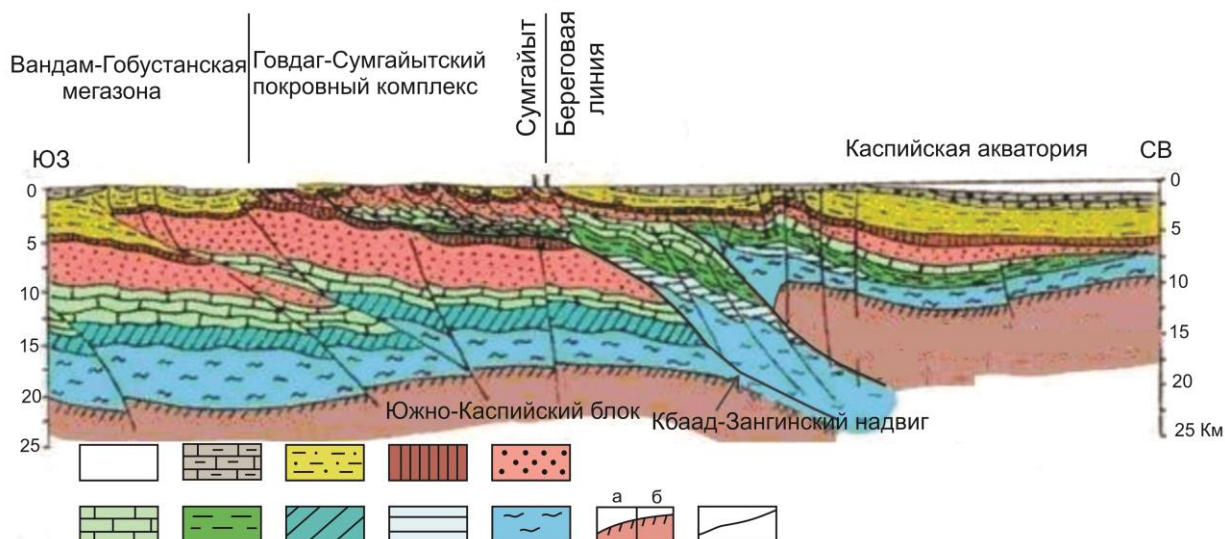 Вандам-Гобустанская
мегазона
Говдаг-Сумгайытский
покровный комплекс
Сумгайыт
Береговая
линия
Каспийская акватория
ЮЗ
СВ
0
5
10
15
20
25
0
5
10
15
20
25 Км
Южно-Каспийский блок
Кбаад-Зангинский надвиг
а б